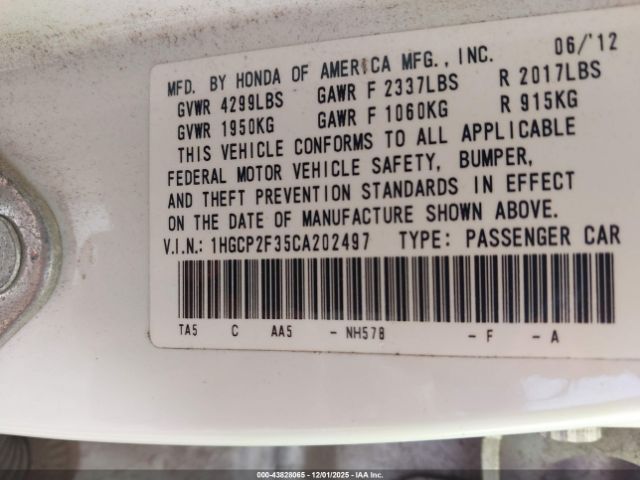 MFD. BY HONDA OF AMERICA MFG., INC. 06/'12
GVWR 4299LBS GAWR F 2337LBS R 2017LBS
GVWR 1950KG GAWR F 1060KG R 915KG
THIS VEHICLE CONFORMS TO ALL APPLICABLE
FEDERAL MOTOR VEHICLE SAFETY, BUMPER,
AND THEFT PREVENTION STANDARDS IN EFFECT
ON THE DATE OF MANUFACTURE SHOWN ABOVE.
V.I.N.: 1HGCP2F35CA202497 TYPE: PASSENGER CAR
TA5 C AA5 - NH578 - F - A
000-43828065 - 12/01/2025 - IAA Inc.